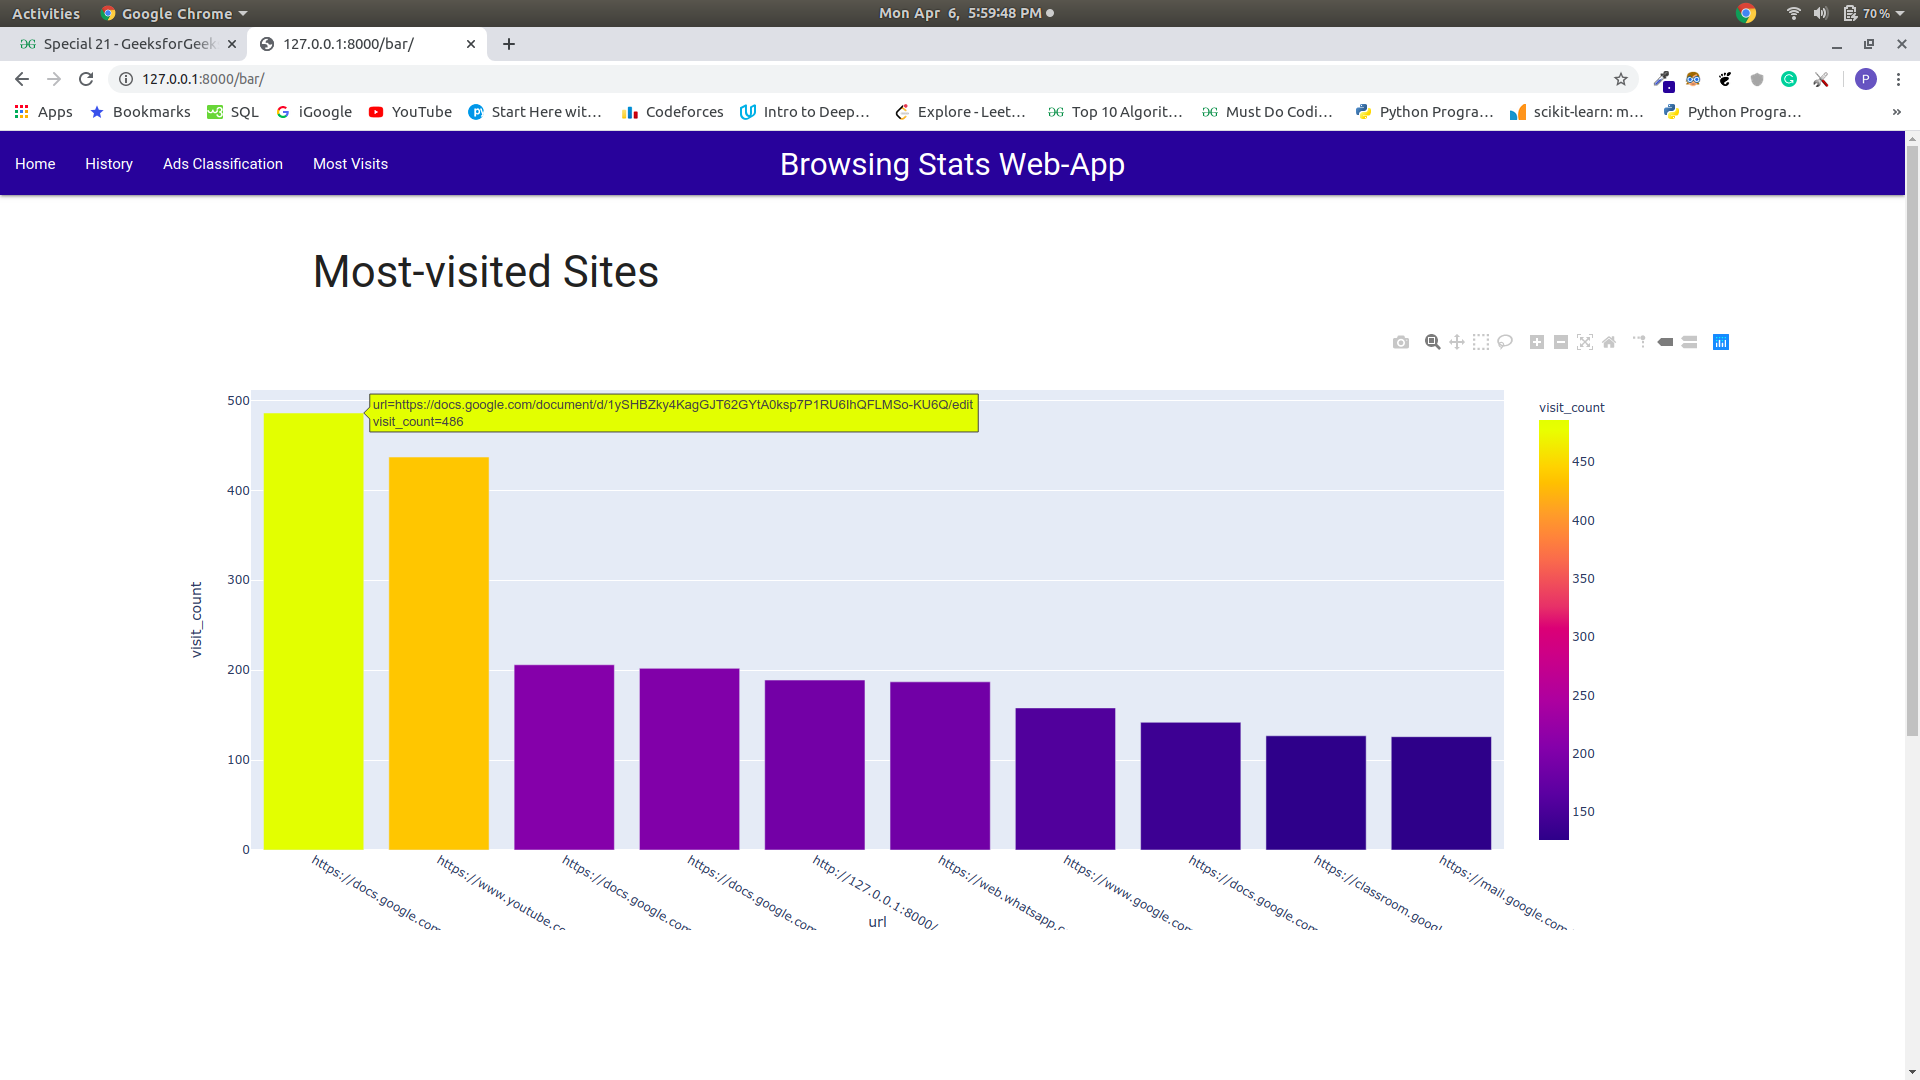 Activities Google Chrome Mon Apr 6, 5:59:48 PM 70 %
Special 21 - GeeksforGeek 127.0.0.1:8000/bar/
127.0.0.1:8000/bar/ P
Apps Bookmarks SQL iGoogle YouTube Start Here wit... Codeforces Intro to Deep... Explore - Leet... Top 10 Algorit... Must Do Codi... Python Progra... scikit-learn: m... Python Progra... »
Home History Ads Classification Most Visits Browsing Stats Web-App
Most-visited Sites
url=https://docs.google.com/document/d/1ySHBZky4KagGJT62GYtA0ksp7P1RU6IhQFLMSo-KU6Q/edit
visit_count=486
visit_count
500
400
300
200
100
0
visit_count
450
400
350
300
250
200
150
https://docs.google.com
https://www.youtube.co
https://docs.google.com
https://docs.google.com
http://127.0.0.1:8000/
https://web.whatsapp.c
https://www.google.com
https://docs.google.com
https://classroom.googl
https://mail.google.com
url